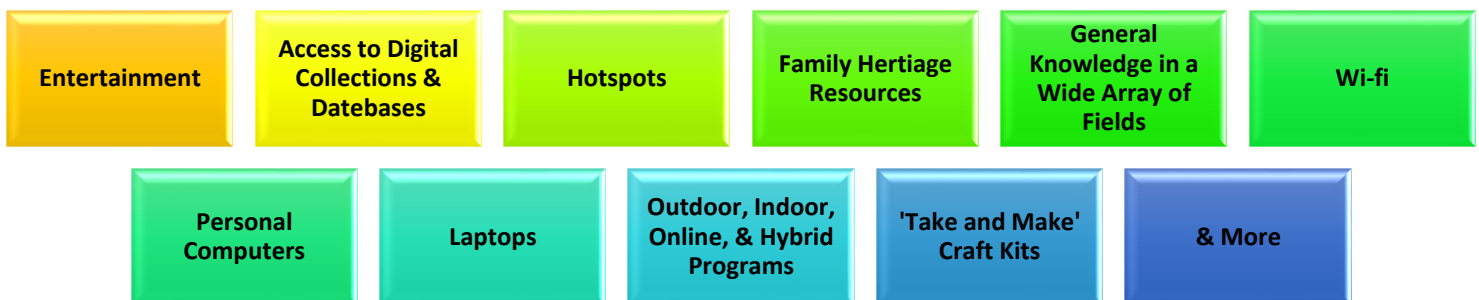 Entertainment
Access to Digital
Collections &
Datebases
Hotspots
Family Hertiage
Resources
General
Knowledge in a
Wide Array of
Fields
Wi-fi
Personal
Computers
Laptops
Outdoor, Indoor,
Online, & Hybrid
Programs
'Take and Make'
Craft Kits
& More